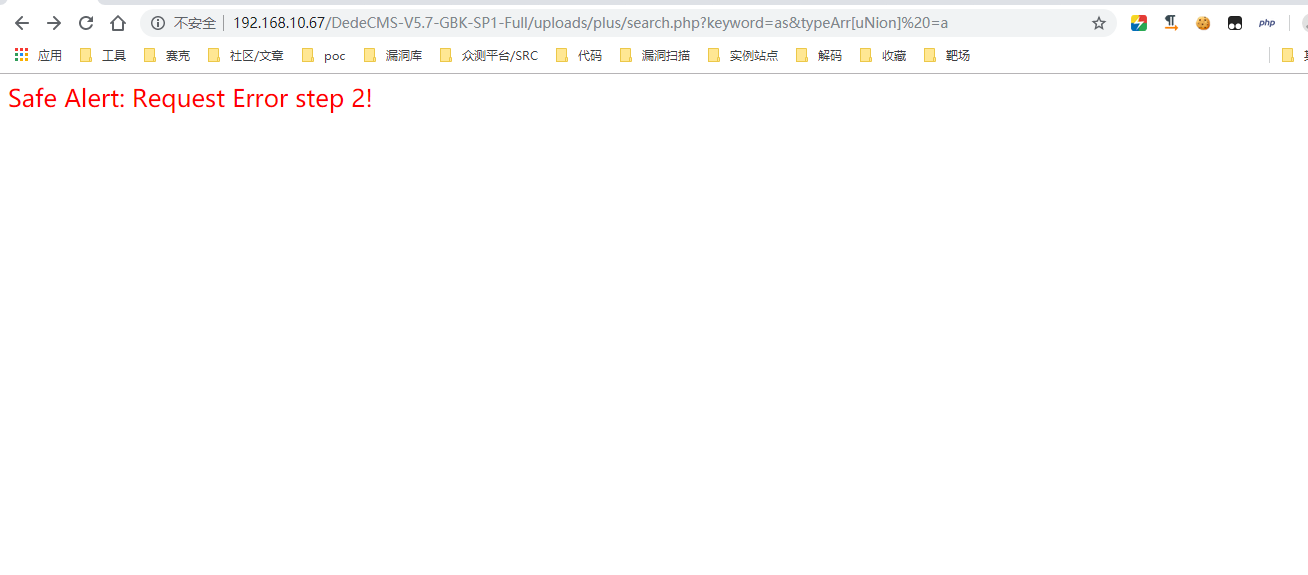 不安全 192.168.10.67/DedeCMS-V5.7-GBK-SP1-Full/uploads/plus/search.php?keyword=as&typeArr[uNion]%20=a php
应用 工具 赛克 社区/文章 poc 漏洞库 众测平台/SRC 代码 漏洞扫描 实例站点 解码 收藏 靶场
Safe Alert: Request Error step 2!